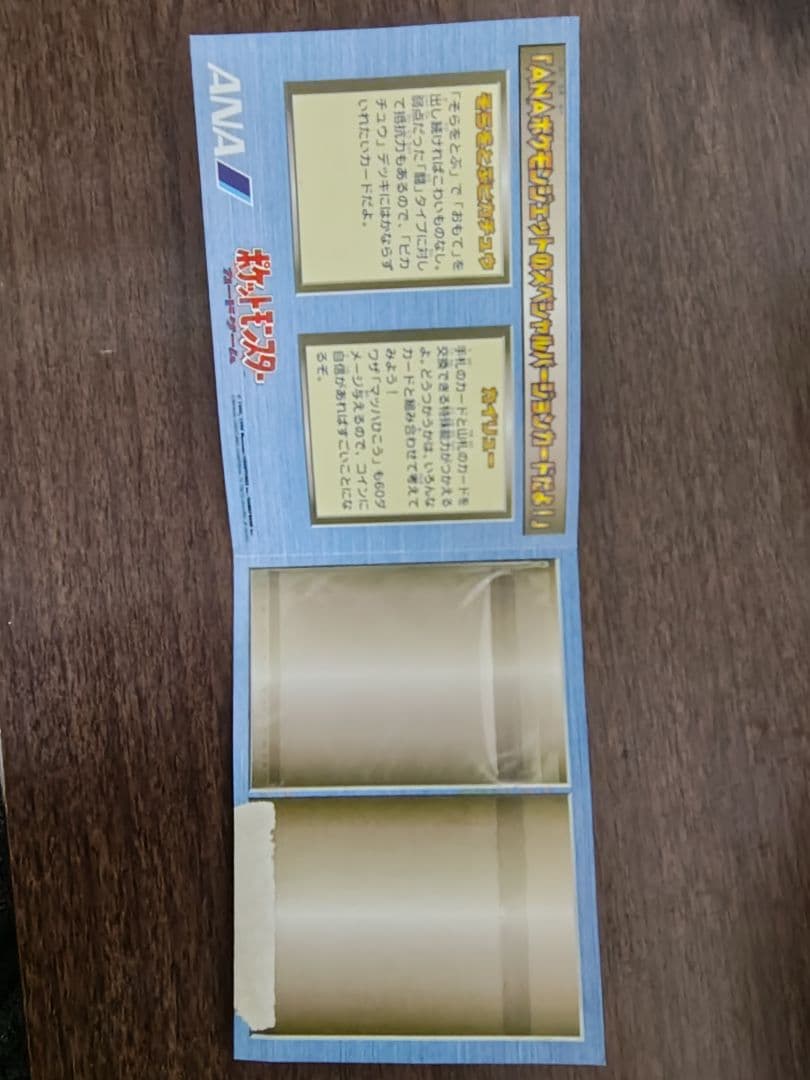 「ANAポケモンジェットのスペシャルバージョンカードだよ!」
そらをとぶピカチュウ
「そらをとぶ」で「おもて」を
出し続ければこわいものなし。
弱点だった「闘」タイプに対し
て抵抗力もあるので、「ピカ
チュウ」デッキにはかならず
いれたいカードだよ。
カイリュー
手札のカードと山札のカードを
交換できる特殊能力がつかえる
よ。どうつかうかは、いろんな
カードと組み合わせて考えて
みよう!
ワザ「マッハひこう」も60ダ
メージ与えるので、コインに
自信があればすごいことにな
るぞ。
ANA
ポケットモンスター
カードゲーム